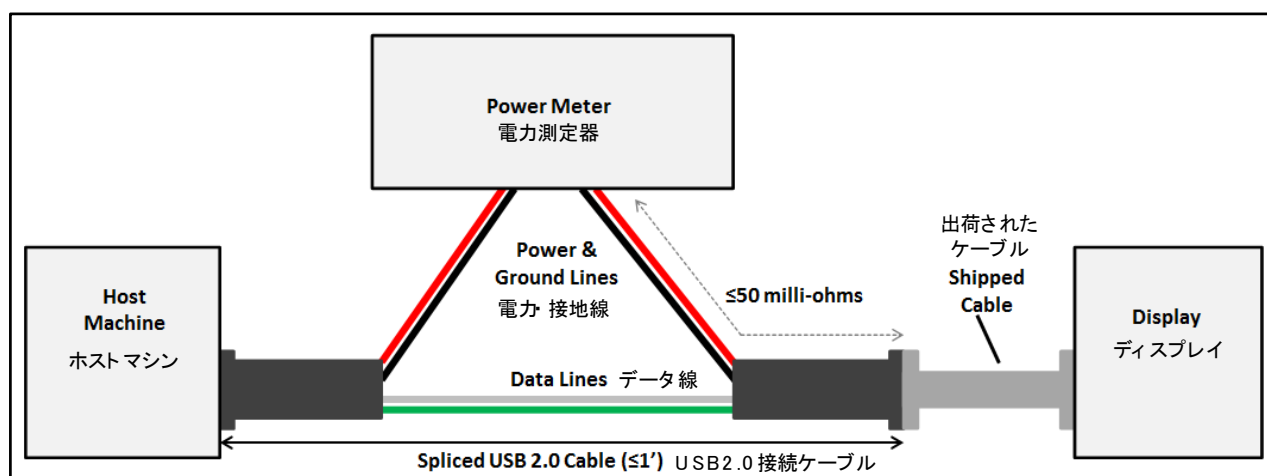 Power Meter
電力測定器
Host
Machine
ホストマシン
Power &
Ground Lines
電力・接地線
≤50 milli-ohms
出荷された
ケーブル
Shipped
Cable
Display
ディスプレイ
Data Lines データ線
Spliced USB 2.0 Cable (≤1') USB2.0 接続ケーブル